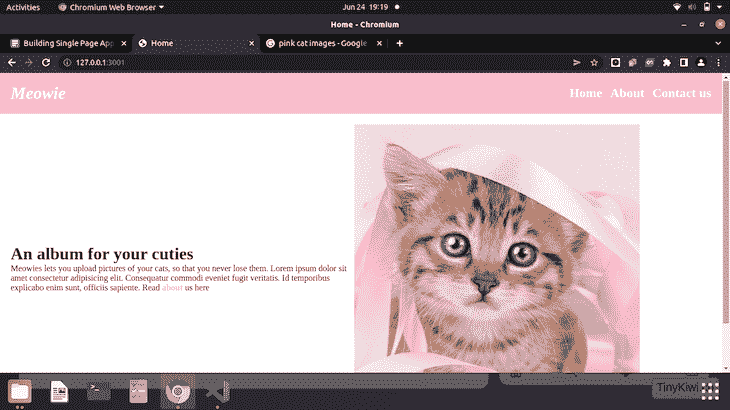 Activities
Chromium Web Browser
Jun 24 19:19
Home - Chromium
Building Single Page App
Home
pink cat images - Google
127.0.0.1:3001
Meowie
Home About Contact us
An album for your cuties
Meowies lets you upload pictures of your cats, so that you never lose them. Lorem ipsum dolor sit
amet consectetur adipisicing elit. Consequatur commodi eveniet fugit veritatis. Id temporibus
explicabo enim sunt, officiis sapiente. Read about us here
TinyKiwi